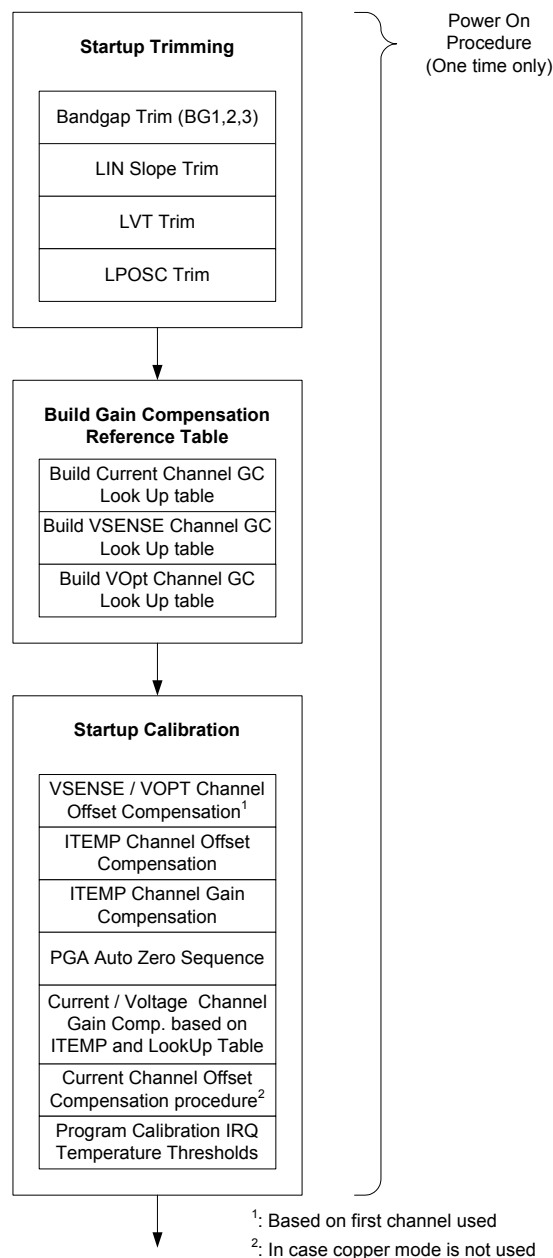 Power On
Procedure
(One time only)
Startup Trimming
Bandgap Trim (BG1,2,3)
LIN Slope Trim
LVT Trim
LPOSC Trim
Build Gain Compensation
Reference Table
Build Current Channel GC
Look Up table
Build VSENSE Channel GC
Look Up table
Build VOpt Channel GC
Look Up table
Startup Calibration
VSENSE / VOPT Channel
Offset Compensation¹
ITEMP Channel Offset
Compensation
ITEMP Channel Gain
Compensation
PGA Auto Zero Sequence
Current / Voltage Channel
Gain Comp. based on
ITEMP and LookUp Table
Current Channel Offset
Compensation procedure²
Program Calibration IRQ
Temperature Thresholds
¹: Based on first channel used
²: In case copper mode is not used